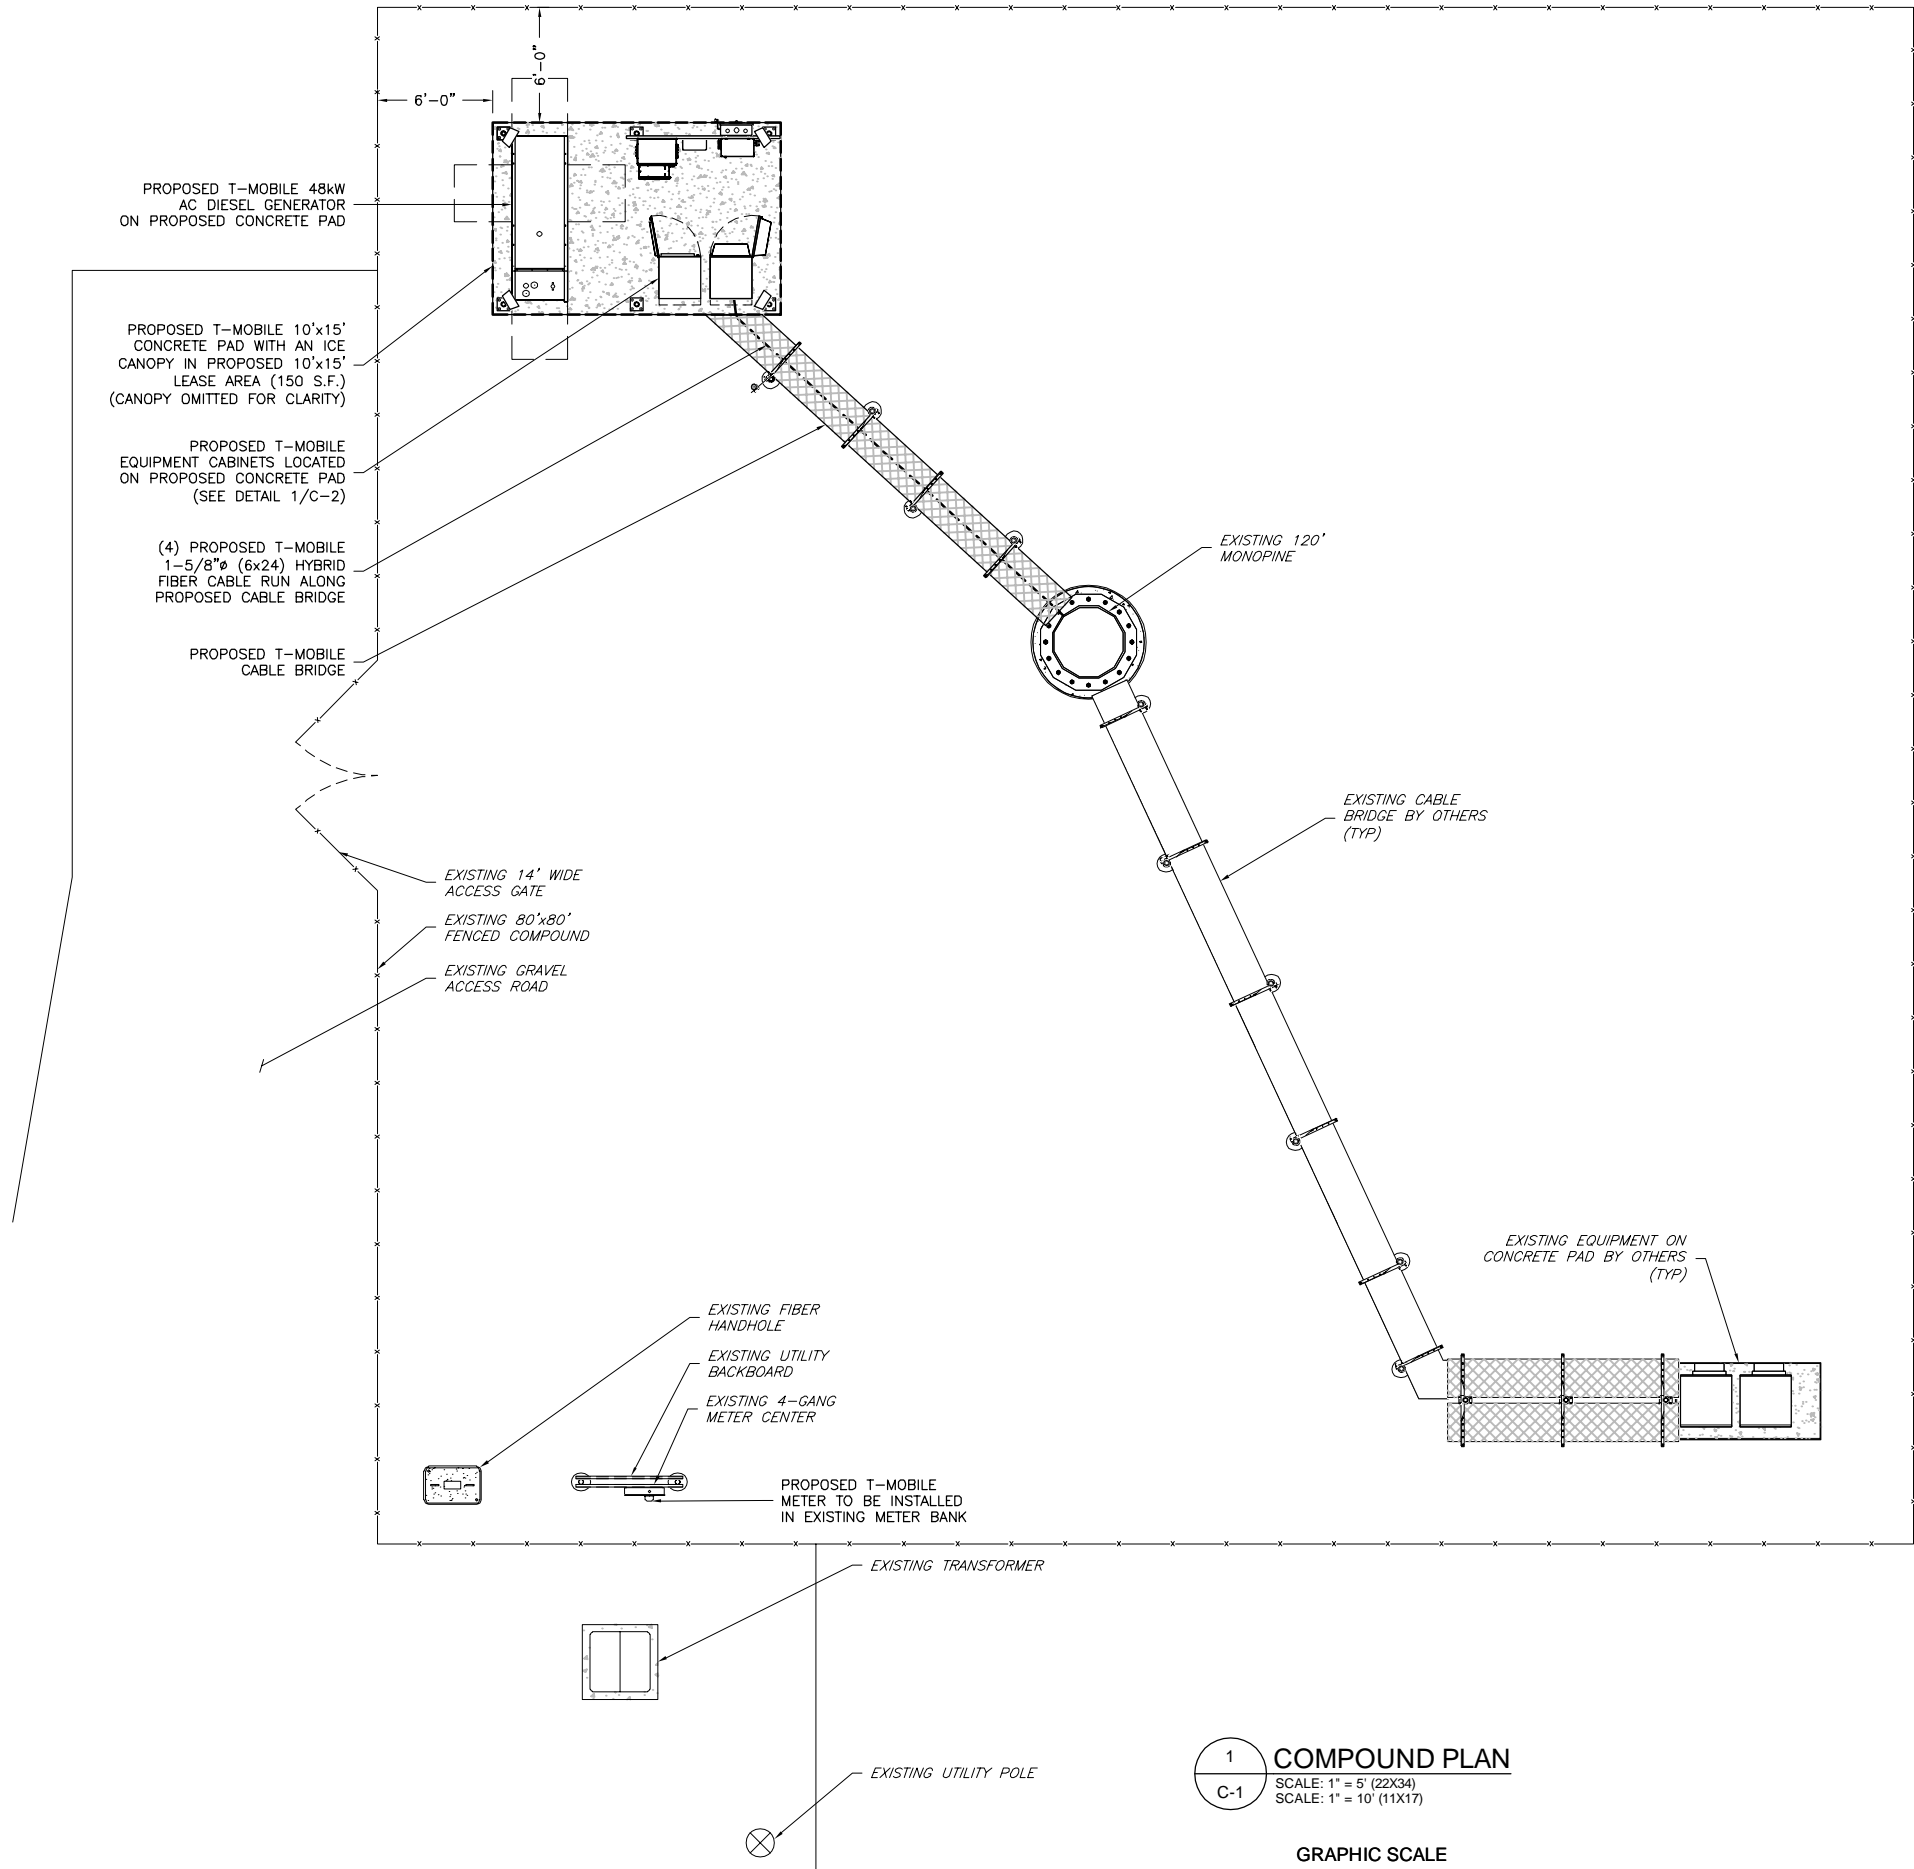 6'-0"
6'-0"
PROPOSED T-MOBILE 48kW
AC DIESEL GENERATOR
ON PROPOSED CONCRETE PAD
PROPOSED T-MOBILE 10'x15'
CONCRETE PAD WITH AN ICE
CANOPY IN PROPOSED 10'x15'
LEASE AREA (150 S.F.)
(CANOPY OMITTED FOR CLARITY)
PROPOSED T-MOBILE
EQUIPMENT CABINETS LOCATED
ON PROPOSED CONCRETE PAD
(SEE DETAIL 1/C-2)
(4) PROPOSED T-MOBILE
1-5/8"ø (6x24) HYBRID
FIBER CABLE RUN ALONG
PROPOSED CABLE BRIDGE
PROPOSED T-MOBILE
CABLE BRIDGE
EXISTING 120'
MONOPINE
EXISTING CABLE
BRIDGE BY OTHERS
(TYP)
EXISTING 14' WIDE
ACCESS GATE
EXISTING 80'x80'
FENCED COMPOUND
EXISTING GRAVEL
ACCESS ROAD
EXISTING EQUIPMENT ON
CONCRETE PAD BY OTHERS
(TYP)
EXISTING FIBER
HANDHOLE
EXISTING UTILITY
BACKBOARD
EXISTING 4-GANG
METER CENTER
PROPOSED T-MOBILE
METER TO BE INSTALLED
IN EXISTING METER BANK
EXISTING TRANSFORMER
EXISTING UTILITY POLE
1
C-1
COMPOUND PLAN
SCALE: 1" = 5' (22X34)
SCALE: 1" = 10' (11X17)
GRAPHIC SCALE